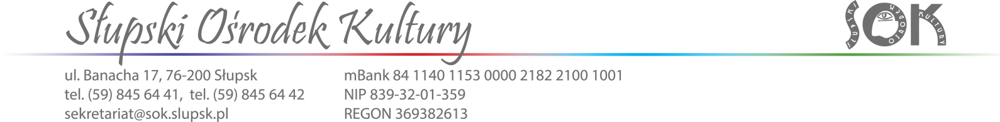 Słupski Ośrodek Kultury
SOK
SŁUPSKI OŚRODEK KULTURY
ul. Banacha 17, 76-200 Słupsk
mBank 84 1140 1153 0000 2182 2100 1001
tel. (59) 845 64 41, tel. (59) 845 64 42
NIP 839-32-01-359
sekretariat@sok.slupsk.pl
REGON 369382613